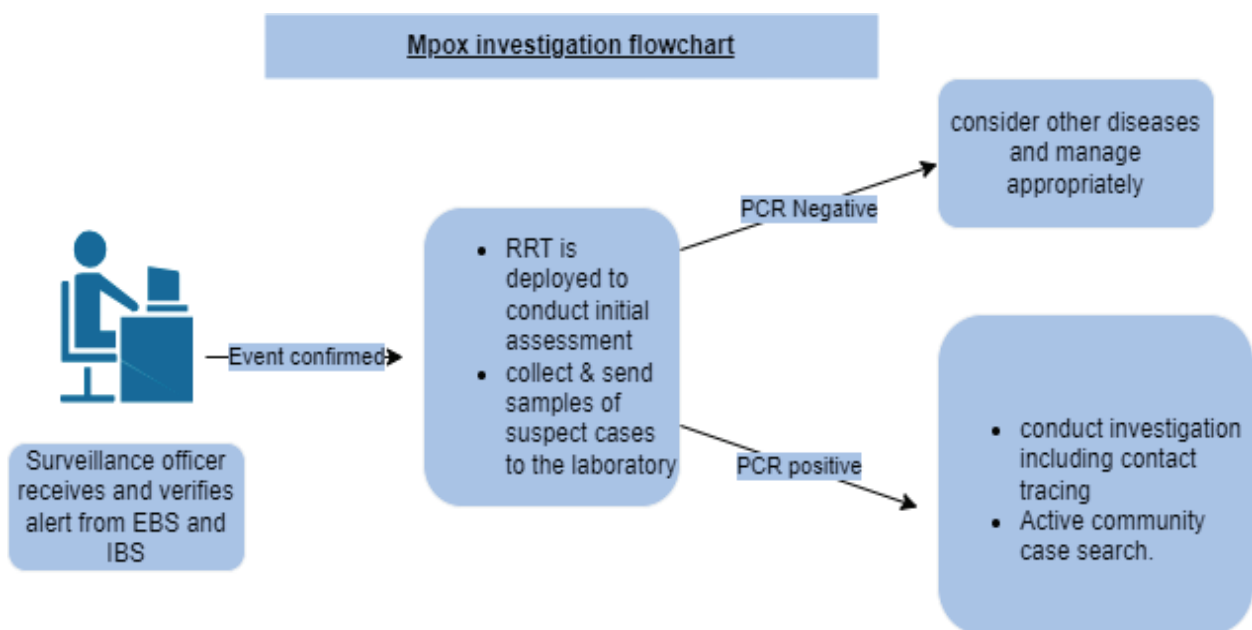 Mpox investigation flowchart
consider other diseases
and manage
appropriately
PCR Negative
• RRT is
deployed to
conduct initial
assessment
• collect & send
samples of
suspect cases
to the laboratory
Event confirmed
PCR positive
Surveillance officer
receives and verifies
alert from EBS and
IBS
• conduct investigation
including contact
tracing
• Active community
case search.